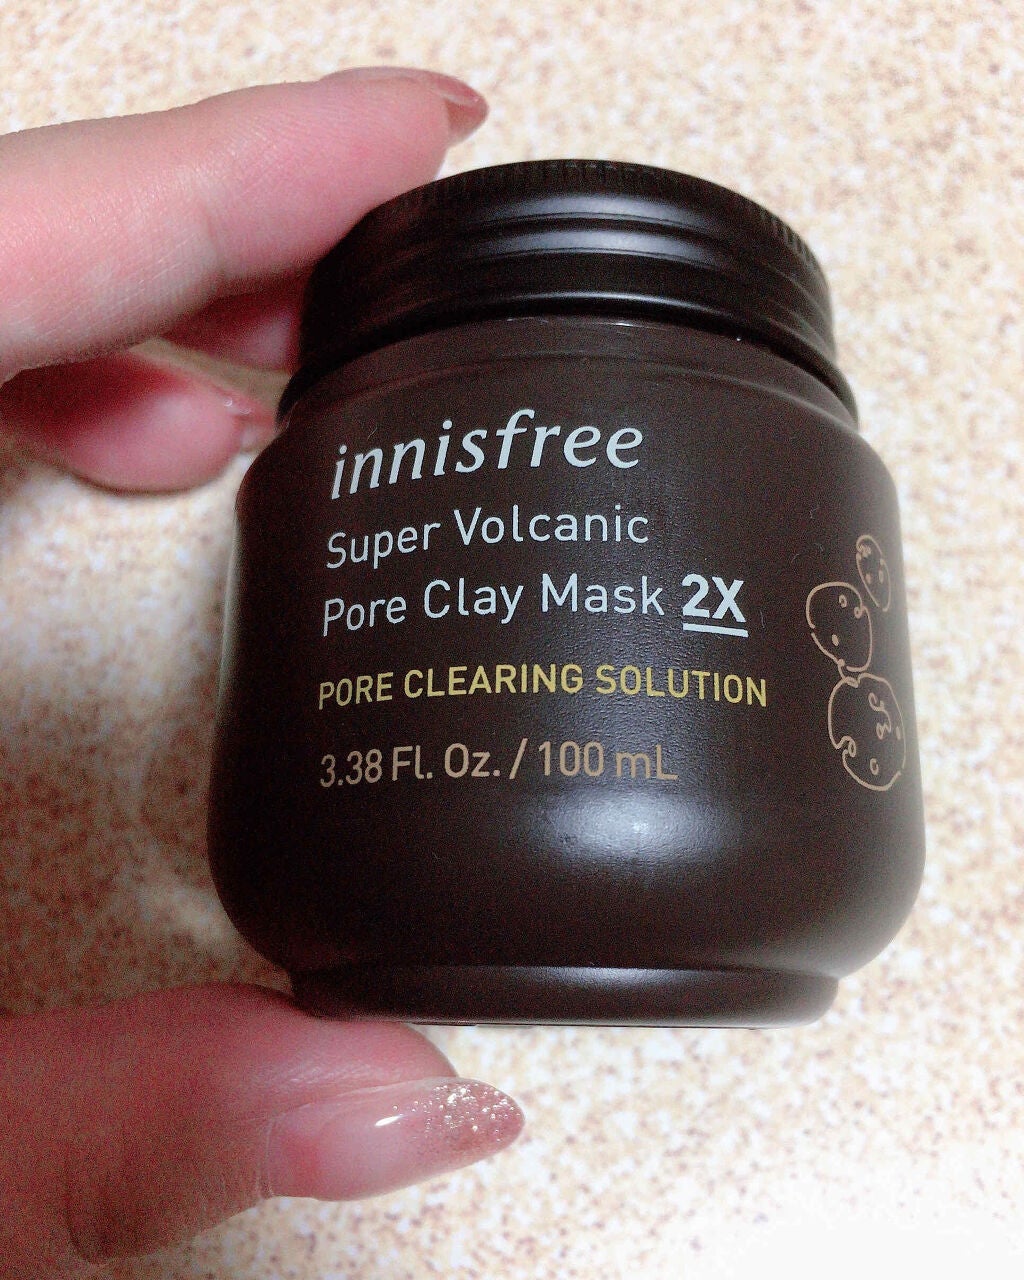 innisfree
Super Volcanic
Pore Clay Mask 2X
PORE CLEARING SOLUTION
3.38 Fl. Oz. / 100 mL